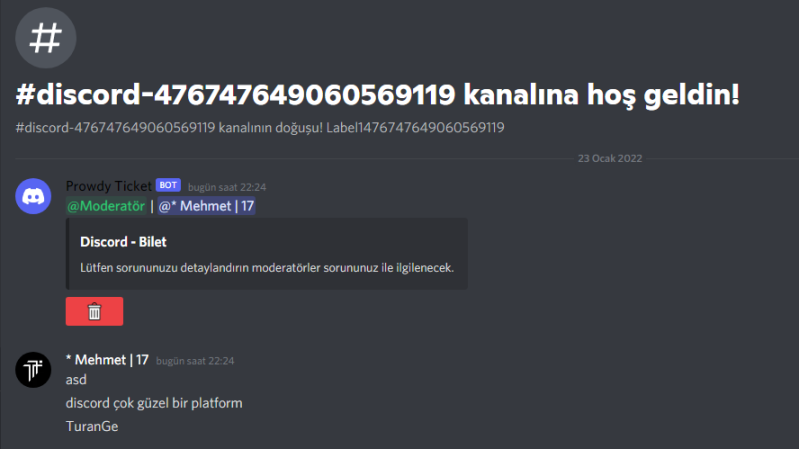 #discord-476747649060569119 kanalına hoş geldin!
#discord-476747649060569119 kanalının doğuşu! Label1476747649060569119
23 Ocak 2022
Prowdy Ticket BOT bugün saat 22:24
@Moderatör | @* Mehmet | 17
Discord - Bilet
Lütfen sorununuzu detaylandırın moderatörler sorununuz ile ilgilenecek.
* Mehmet | 17 bugün saat 22:24
asd
discord çok güzel bir platform
TuranGe